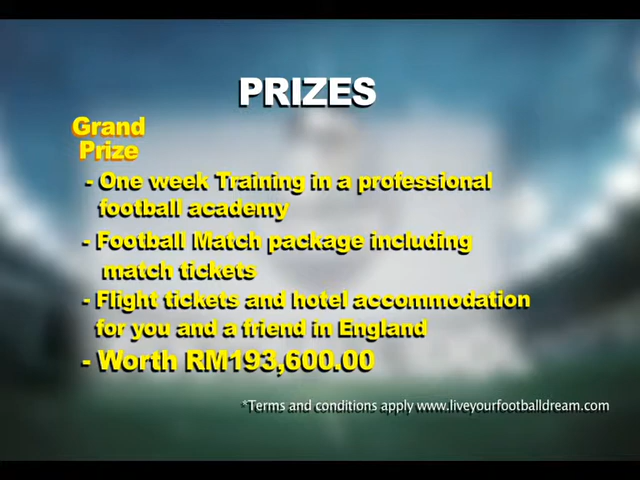 PRIZES
Grand
Prize
- One week Training in a professional
football academy
- Football Match package including
match tickets
- Flight tickets and hotel accommodation
for you and a friend in England
- Worth RM193,600.00
*Terms and conditions apply www.liveyourfootballdream.com